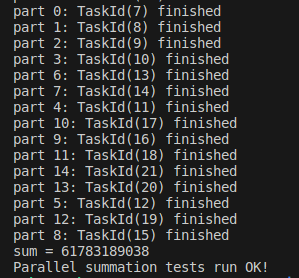 part 0: TaskId(7) finished
part 1: TaskId(8) finished
part 2: TaskId(9) finished
part 3: TaskId(10) finished
part 6: TaskId(13) finished
part 7: TaskId(14) finished
part 4: TaskId(11) finished
part 10: TaskId(17) finished
part 9: TaskId(16) finished
part 11: TaskId(18) finished
part 14: TaskId(21) finished
part 13: TaskId(20) finished
part 5: TaskId(12) finished
part 12: TaskId(19) finished
part 8: TaskId(15) finished
sum = 61783189038
Parallel summation tests run OK!